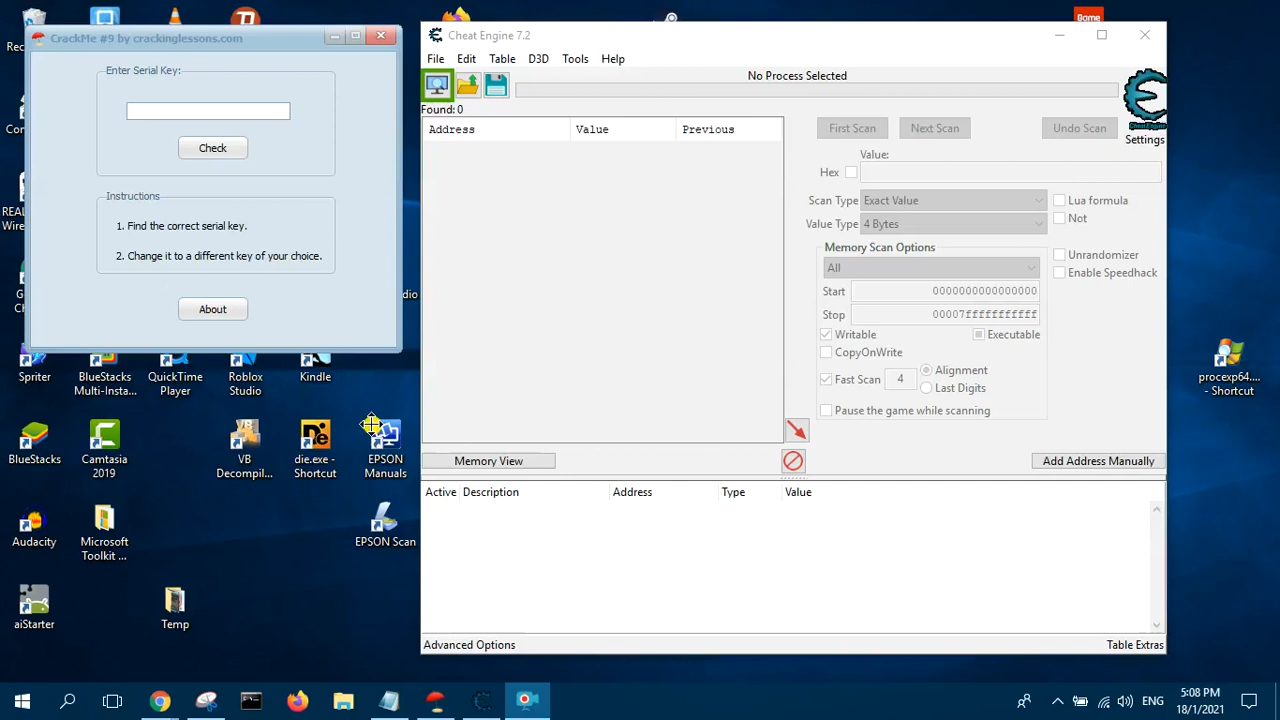 CrackMe #9 by crackinglessons.com
Enter Serial Key:
Check
Instructions
1. Find the correct serial key.
2. Change it to a different key of your choice.
About
Cheat Engine 7.2
File Edit Table D3D Tools Help
No Process Selected
Found: 0
Address Value Previous
First Scan Next Scan Undo Scan
Cheat Engine
Settings
Value:
Hex
Scan Type Exact Value
Lua formula
Value Type 4 Bytes
Not
Memory Scan Options
All
Unrandomizer
Enable Speedhack
Start 0000000000000000
Stop 00007fffffffffff
Writable Executable
CopyOnWrite
Fast Scan 4 Alignment
Last Digits
Pause the game while scanning
Memory View
Add Address Manually
Active Description Address Type Value
Advanced Options
Table Extras
Game
Spriter
BlueStacks
Multi-Insta...
QuickTime
Player
Roblox
Studio
Kindle
BlueStacks
Camtasia
2019
VB
Decompil...
die.exe -
Shortcut
EPSON
Manuals
Audacity
Microsoft
Toolkit ...
EPSON Scan
aiStarter
Temp
procexp64....
- Shortcut
ENG
5:08 PM
18/1/2021